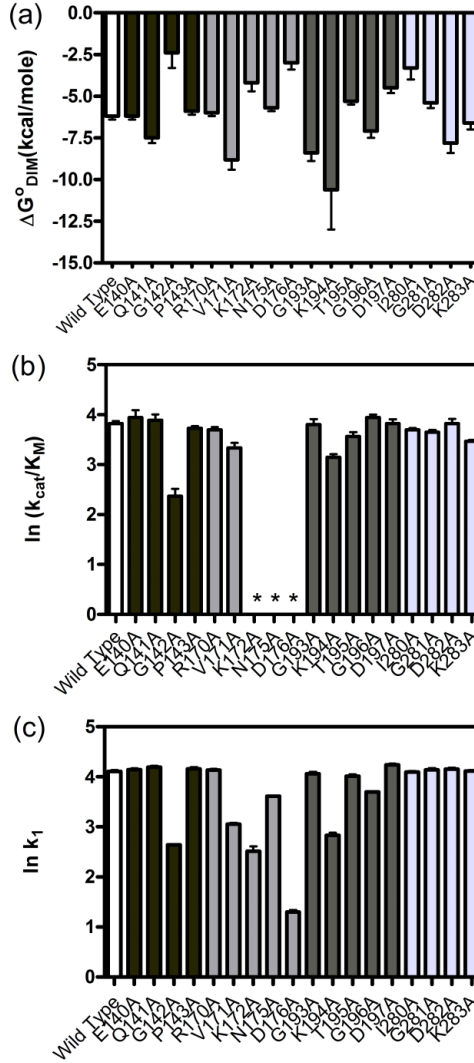 (a)
0.0
-2.5
-5.0
-7.5
-10.0
-12.5
-15.0
ΔG°DIM(kcal/mole)
Wild Type
E140A
Q141A
G142A
P143A
R170A
V171A
K172A
N175A
D176A
G193A
K194A
T195A
G196A
D197A
I280A
G281A
D282A
K283A
(b)
5
4
3
2
1
0
ln (kcat/KM)
* * *
Wild Type
E140A
Q141A
G142A
P143A
R170A
V171A
K172A
N175A
D176A
G193A
K194A
T195A
G196A
D197A
I280A
G281A
D282A
K283A
(c)
5
4
3
2
1
0
ln k1
Wild Type
E140A
Q141A
G142A
P143A
R170A
V171A
K172A
N175A
D176A
G193A
K194A
T195A
G196A
D197A
I280A
G281A
D282A
K283A